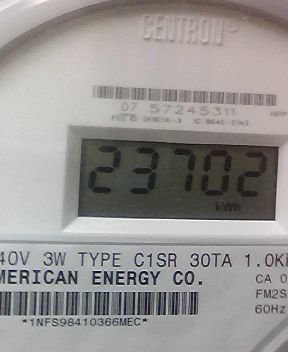 CENTRON®
07 57245311
23702
kWh
40V 3W TYPE C1SR 30TA 1.0K
MERICAN ENERGY CO.
CA 0
FM2S
60Hz
*1NFS98410366MEC*